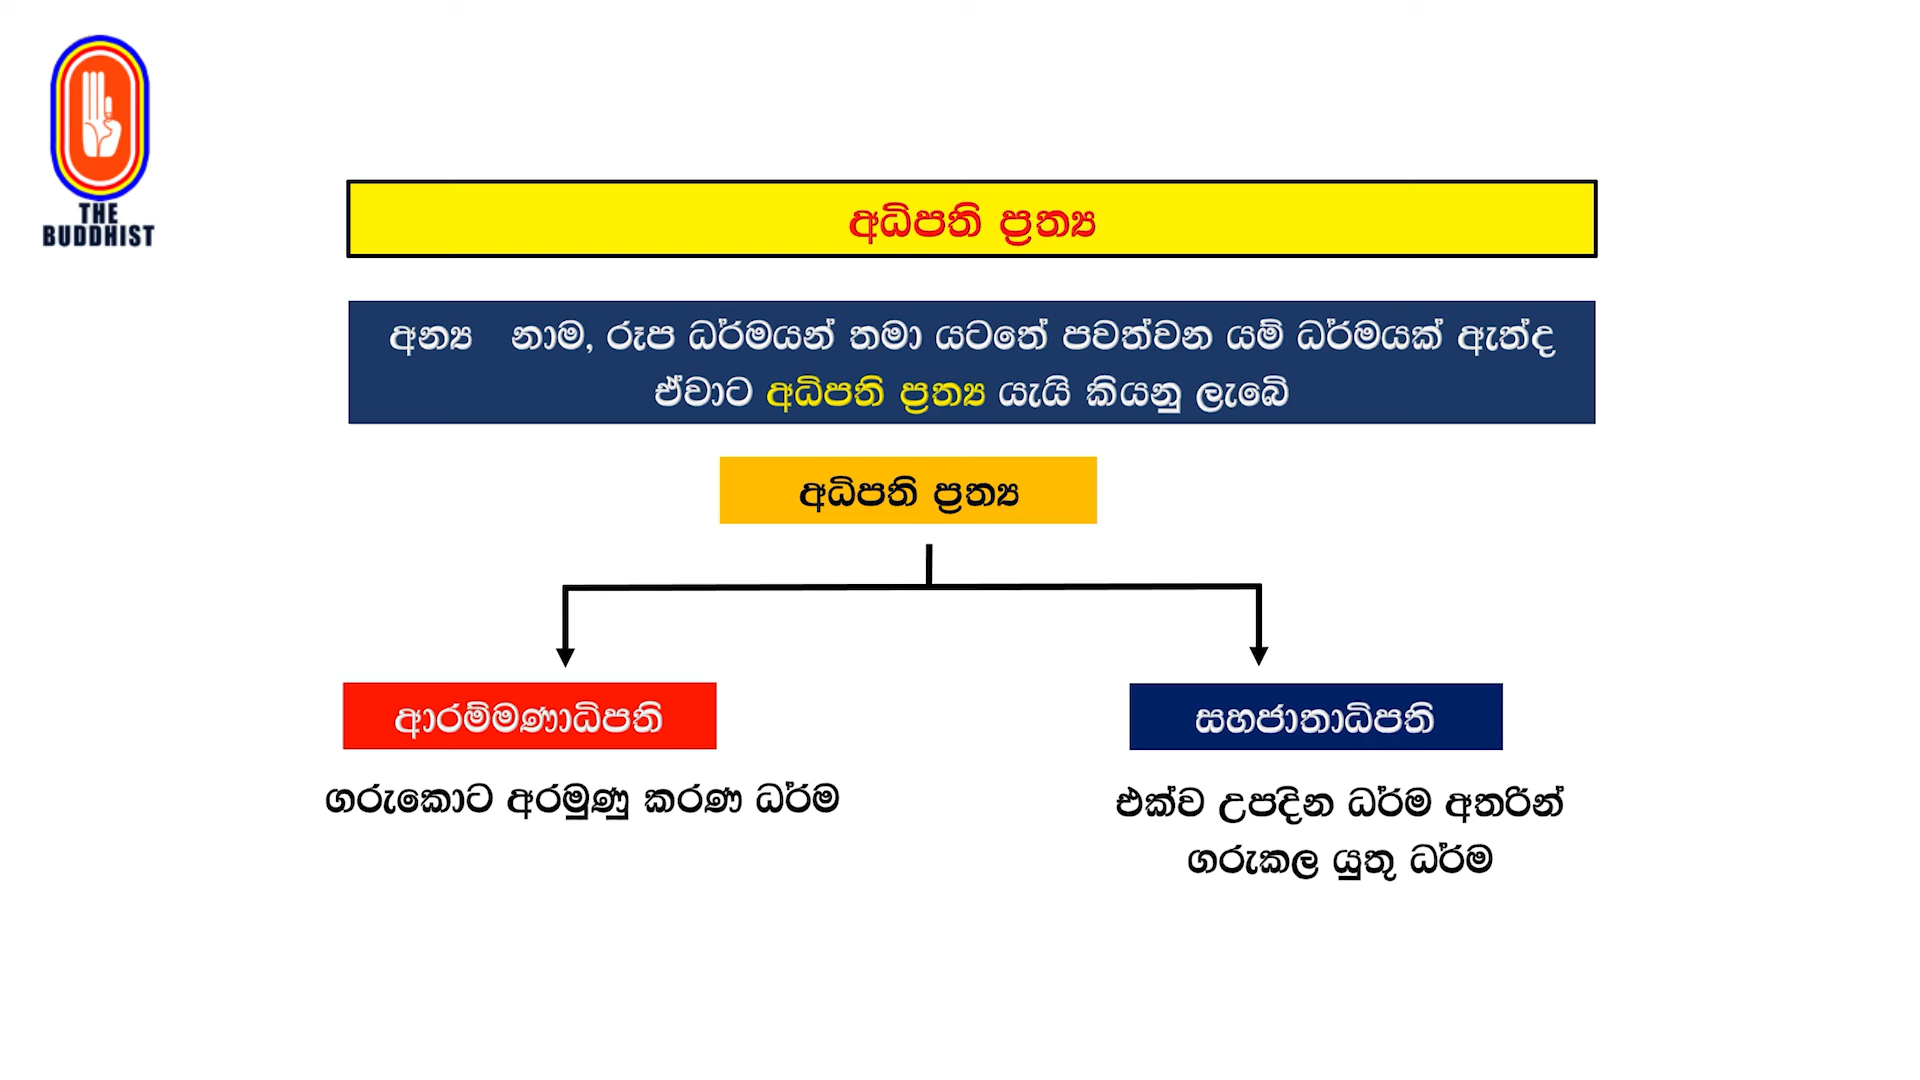 THE
BUDDHIST
අධිපති ප්‍රත්‍ය
අන්‍ය නාම, රූප ධර්මයන් තමා යටතේ පවත්වන යම් ධර්මයක් ඇත්ද
ඒවාට අධිපති ප්‍රත්‍ය යැයි කියනු ලැබේ
අධිපති ප්‍රත්‍ය
ආරම්මණාධිපති
සහජාතාධිපති
ගරුකොට අරමුණු කරණ ධර්ම
එක්ව උපදින ධර්ම අතරින්
ගරුකල යුතු ධර්ම